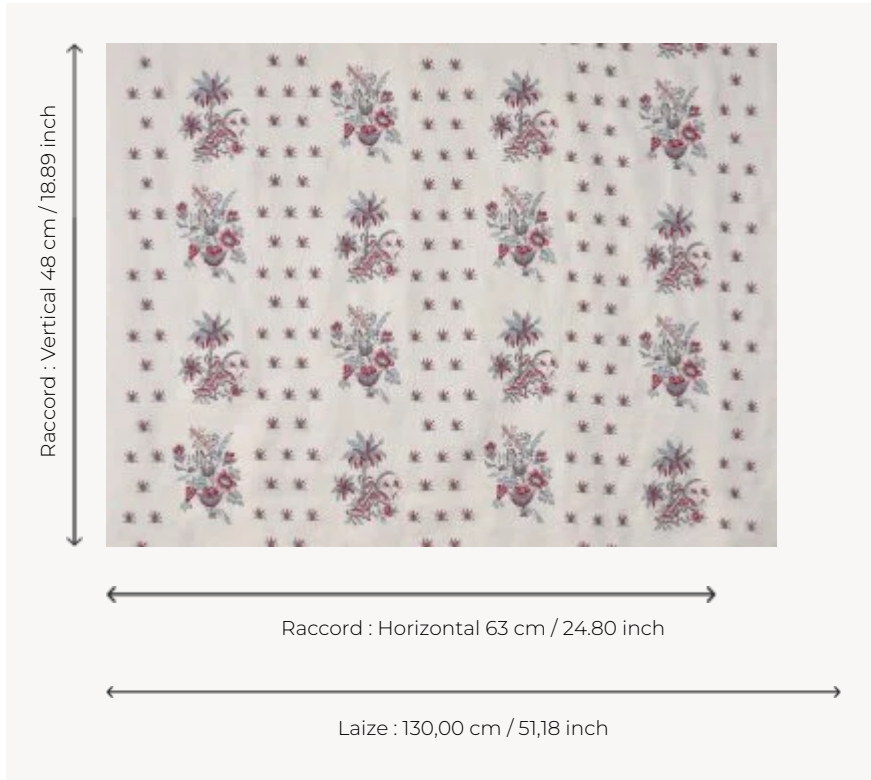 Raccord : Vertical 48 cm / 18.89 inch
Raccord : Horizontal 63 cm / 24.80 inch
Laize : 130,00 cm / 51,18 inch